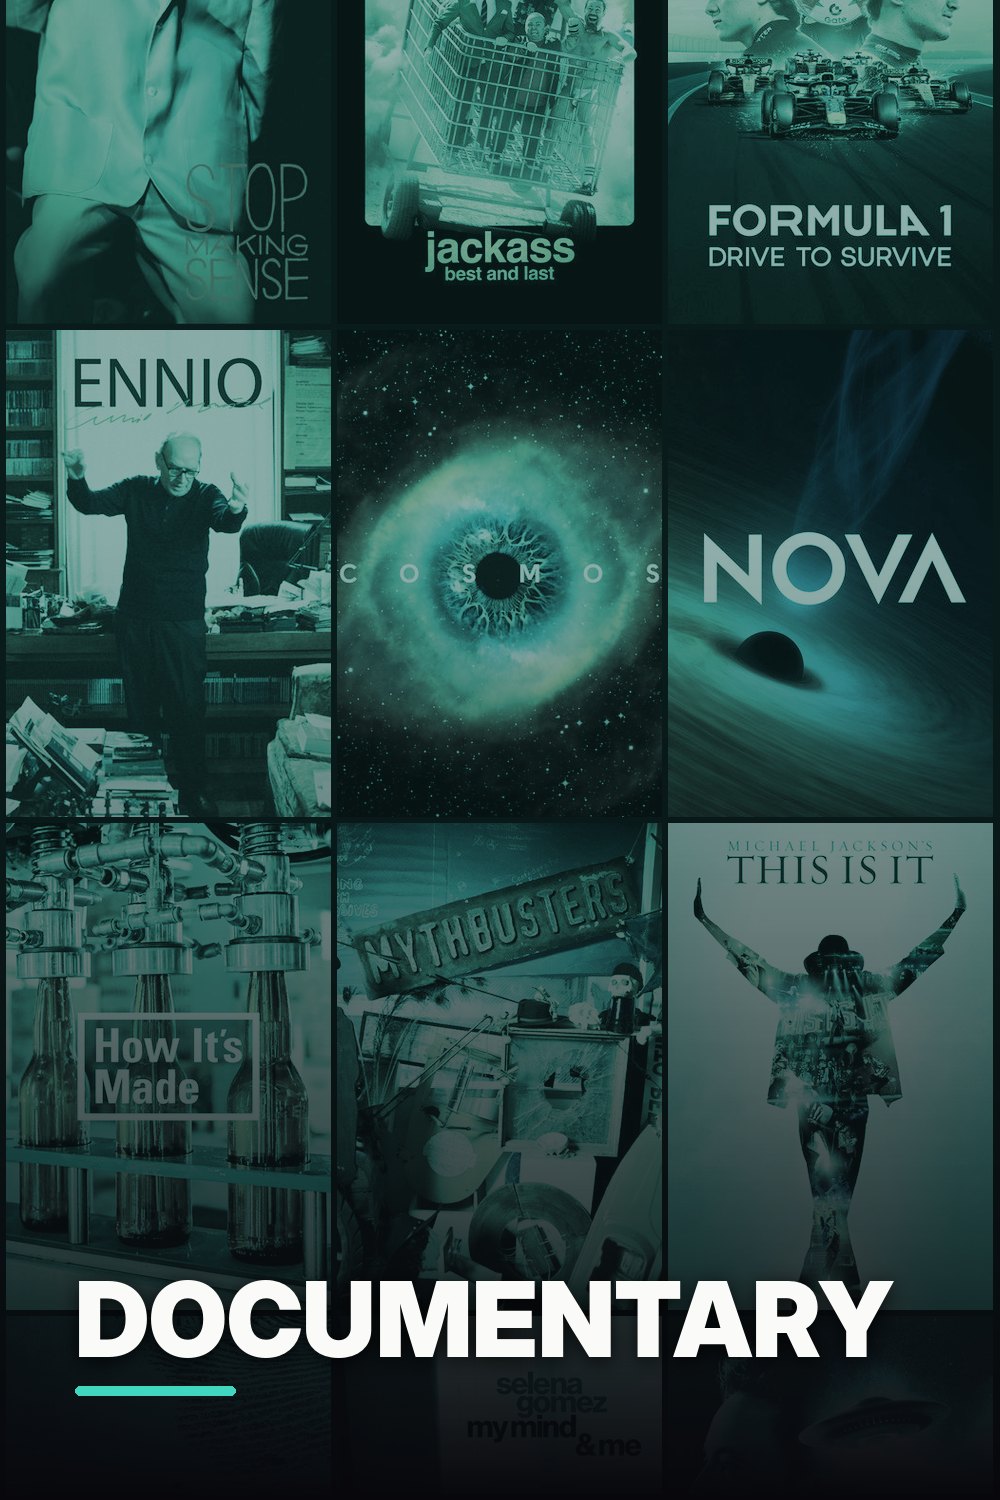 Gate
STOP
MAKING
SENSE
jackass
best and last
FORMULA 1
DRIVE TO SURVIVE
ENNIO
COSMOS
NOVA
How It's
Made
MYTHBUSTERS
MICHAEL JACKSON'S
THIS IS IT
DOCUMENTARY
selena
gomez
my mind
& me